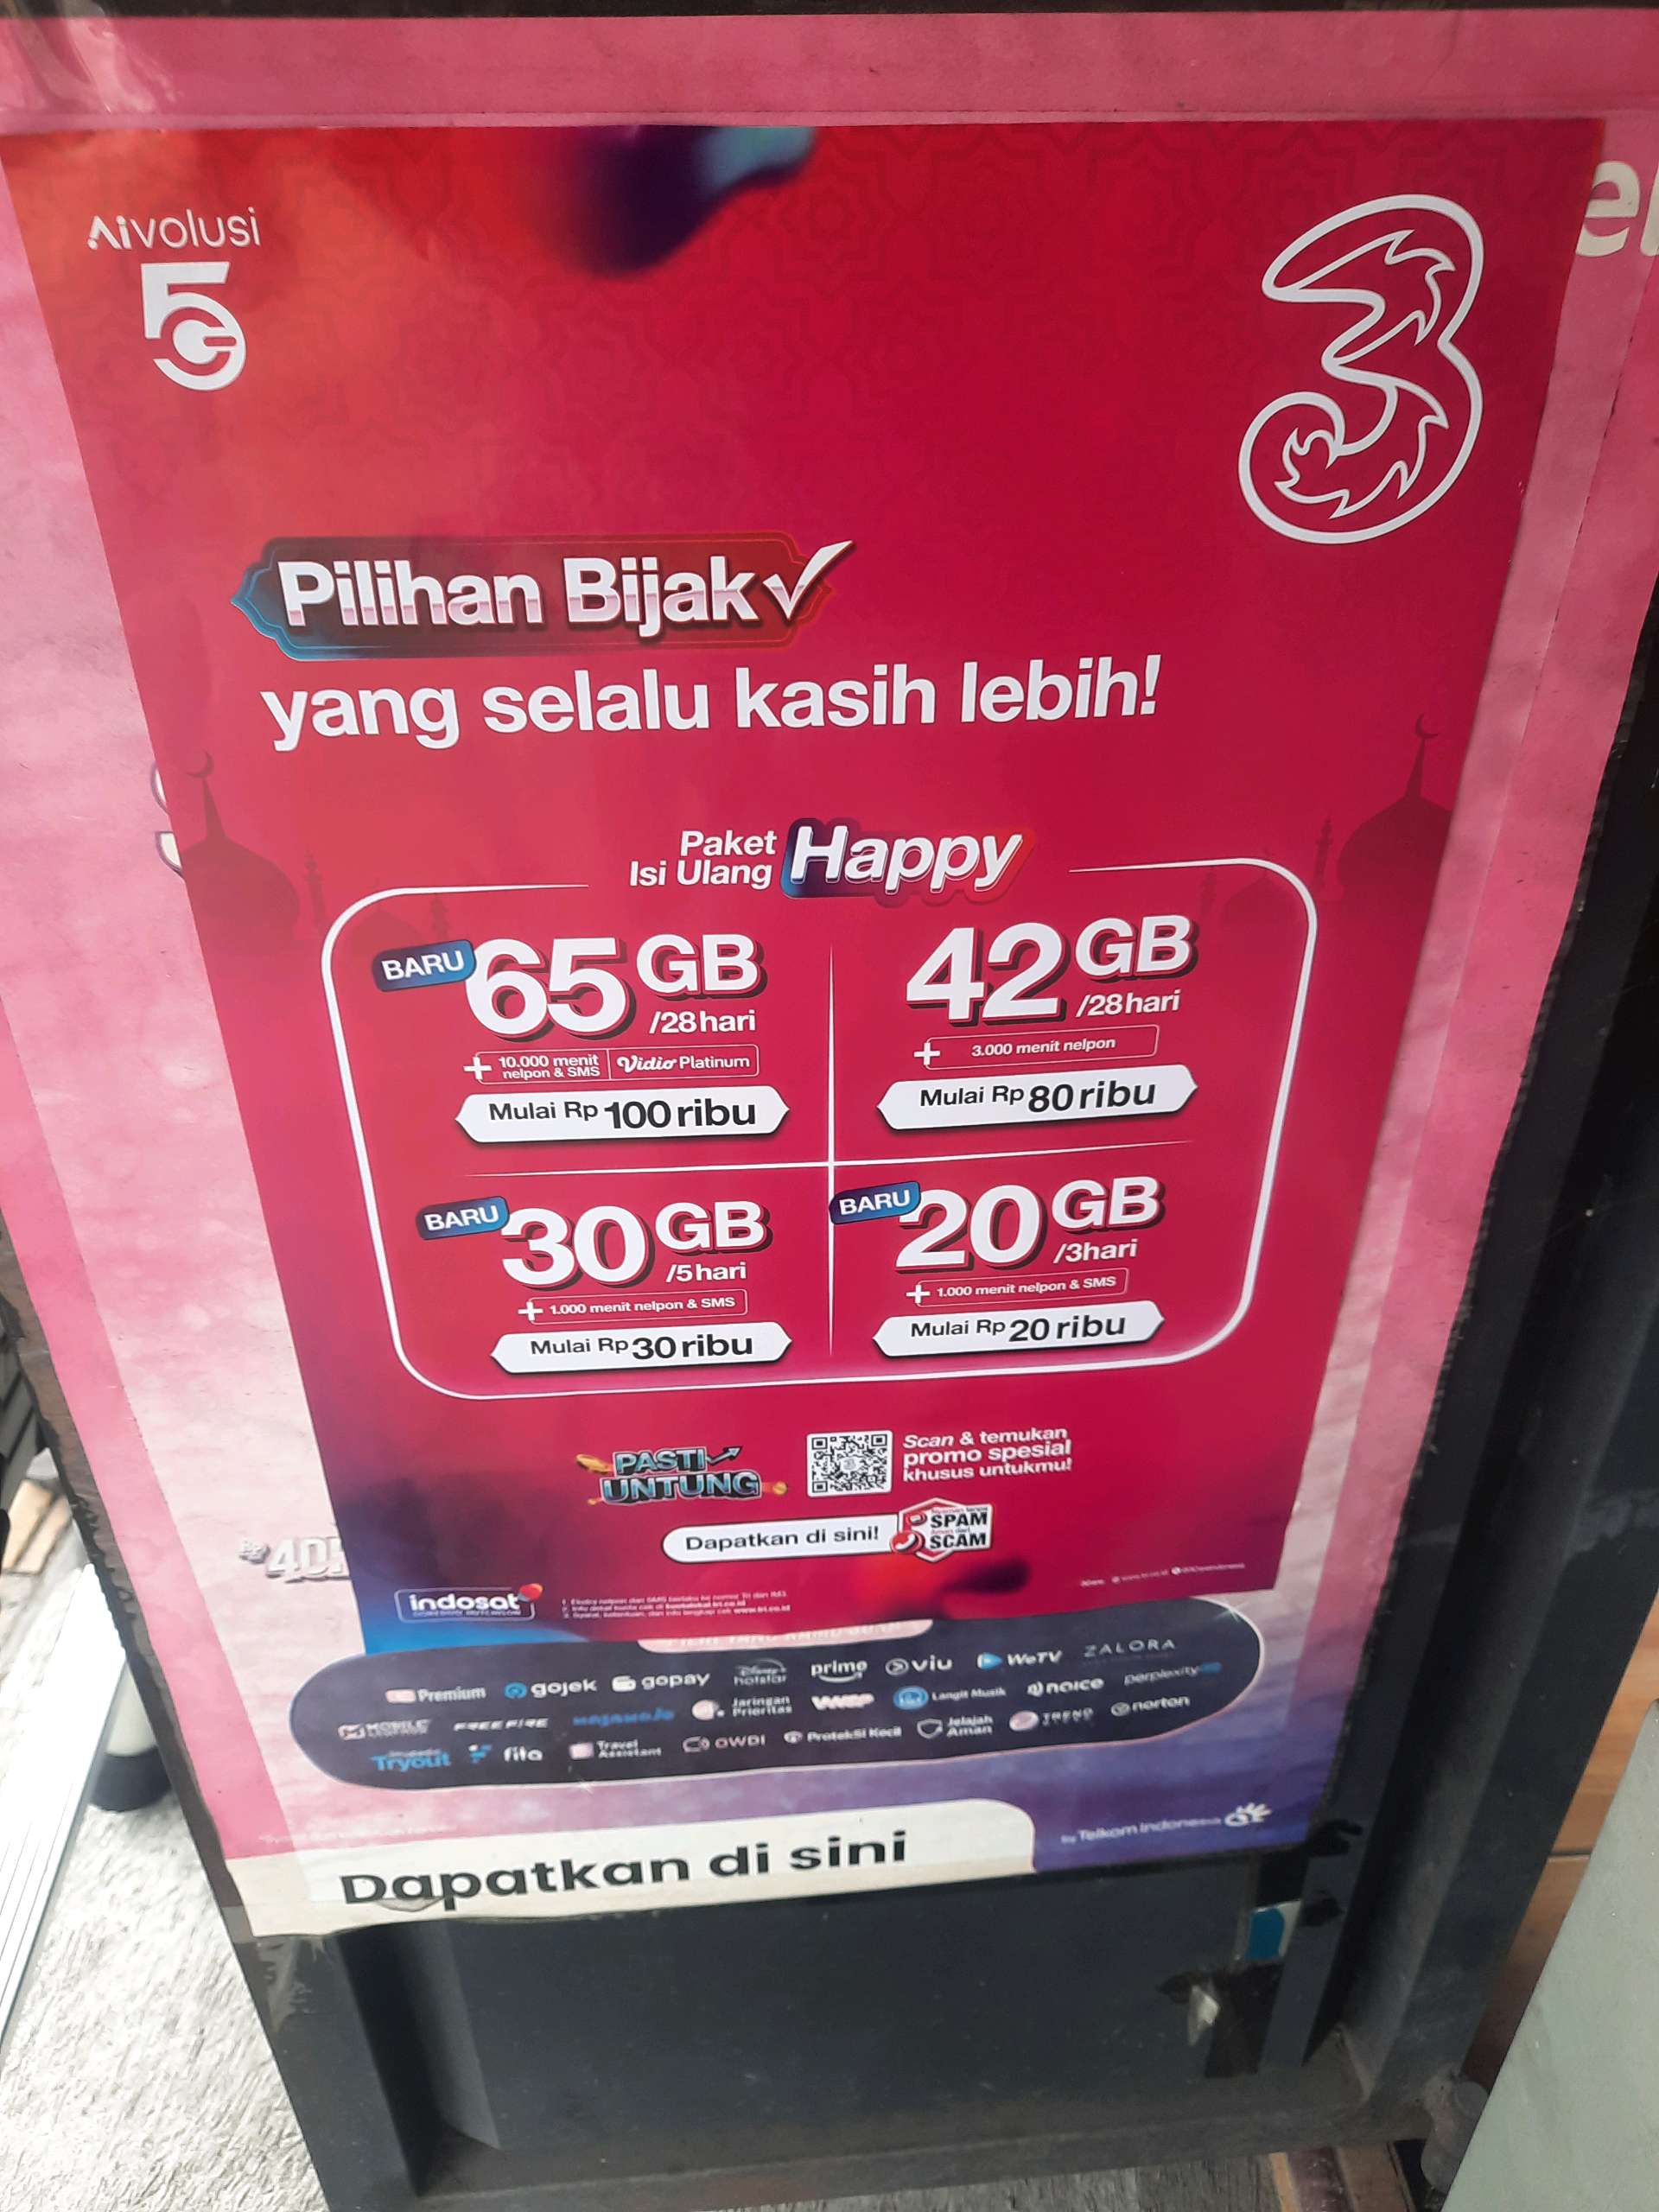 AIvolusi
5G
3
Pilihan Bijak
yang selalu kasih lebih!
Paket
Isi Ulang
Happy
BARU
65 GB
/28hari
+ 10.000 menit
nelpon & SMS
Vidio Platinum
Mulai Rp 100 ribu
42 GB
/28hari
+ 3.000 menit nelpon
Mulai Rp 80 ribu
BARU
30 GB
/5hari
+ 1.000 menit nelpon & SMS
Mulai Rp 30 ribu
BARU
20 GB
/3hari
+ 1.000 menit nelpon & SMS
Mulai Rp 20 ribu
PASTI
UNTUNG
Scan & temukan
promo spesial
khusus untukmu!
Dapatkan di sini!
SPAM
SCAM
indosat
Premium
gojek
gopay
Disney+
hotstar
prime
viu
WeTV
ZALORA
MOBILE
FREE FIRE
Jaringan
Prioritas
Langit Musik
noice
perplexity
Tryout
fita
Travel
Assistant
OWDI
ProtekSi Kecil
Jelajah
Aman
TREND
norton
Dapatkan di sini
by Telkom Indonesia